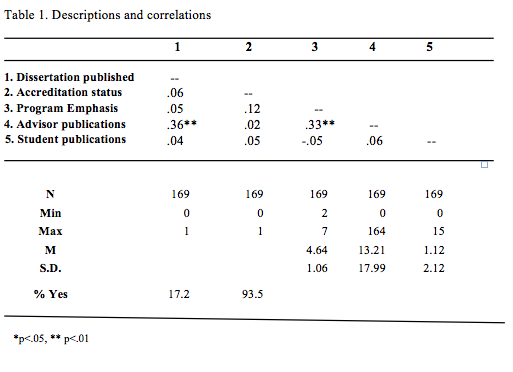 Table 1. Descriptions and correlations
1 2 3 4 5
1. Dissertation published --
2. Accreditation status .06 --
3. Program Emphasis .05 .12 --
4. Advisor publications .36** .02 .33** --
5. Student publications .04 .05 -.05 .06 --
N 169 169 169 169 169
Min 0 0 2 0 0
Max 1 1 7 164 15
M 4.64 13.21 1.12
S.D. 1.06 17.99 2.12
% Yes 17.2 93.5
*p<.05, ** p<.01